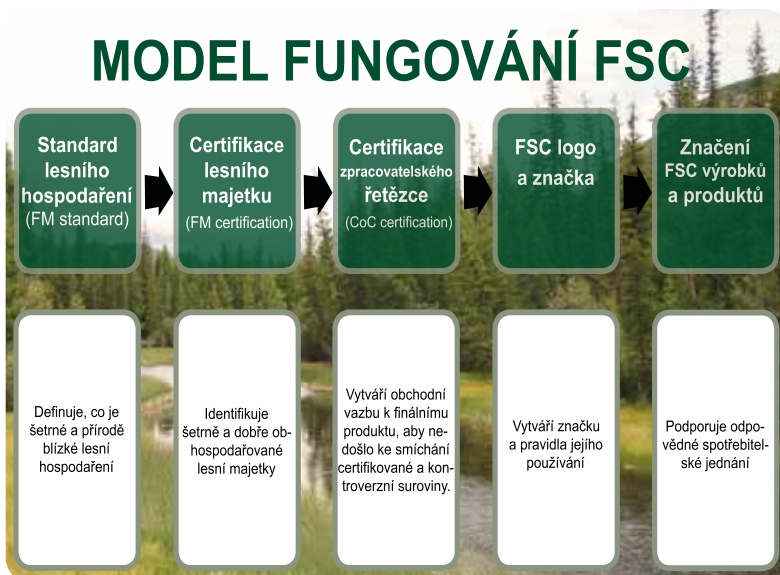 MODEL FUNGOVÁNÍ FSC
Standard
lesního
hospodaření
(FM standard)
Certifikace
lesního
majetku
(FM certification)
Certifikace
zpracovatelského
řetězce
(CoC certification)
FSC logo
a značka
Značení
FSC výrobků
a produktů
Definuje, co je
šetrné a přírodě
blízké lesní
hospodaření
Identifikuje
šetrně a dobře ob-
hospodařované
lesní majetky
Vytváří obchodní
vazbu k finálnímu
produktu, aby ne-
došlo ke smíchání
certifikované a kon-
troverzní suroviny.
Vytváří značku
a pravidla jejího
používání
Podporuje odpo-
vědné spotřebitel-
ské jednání